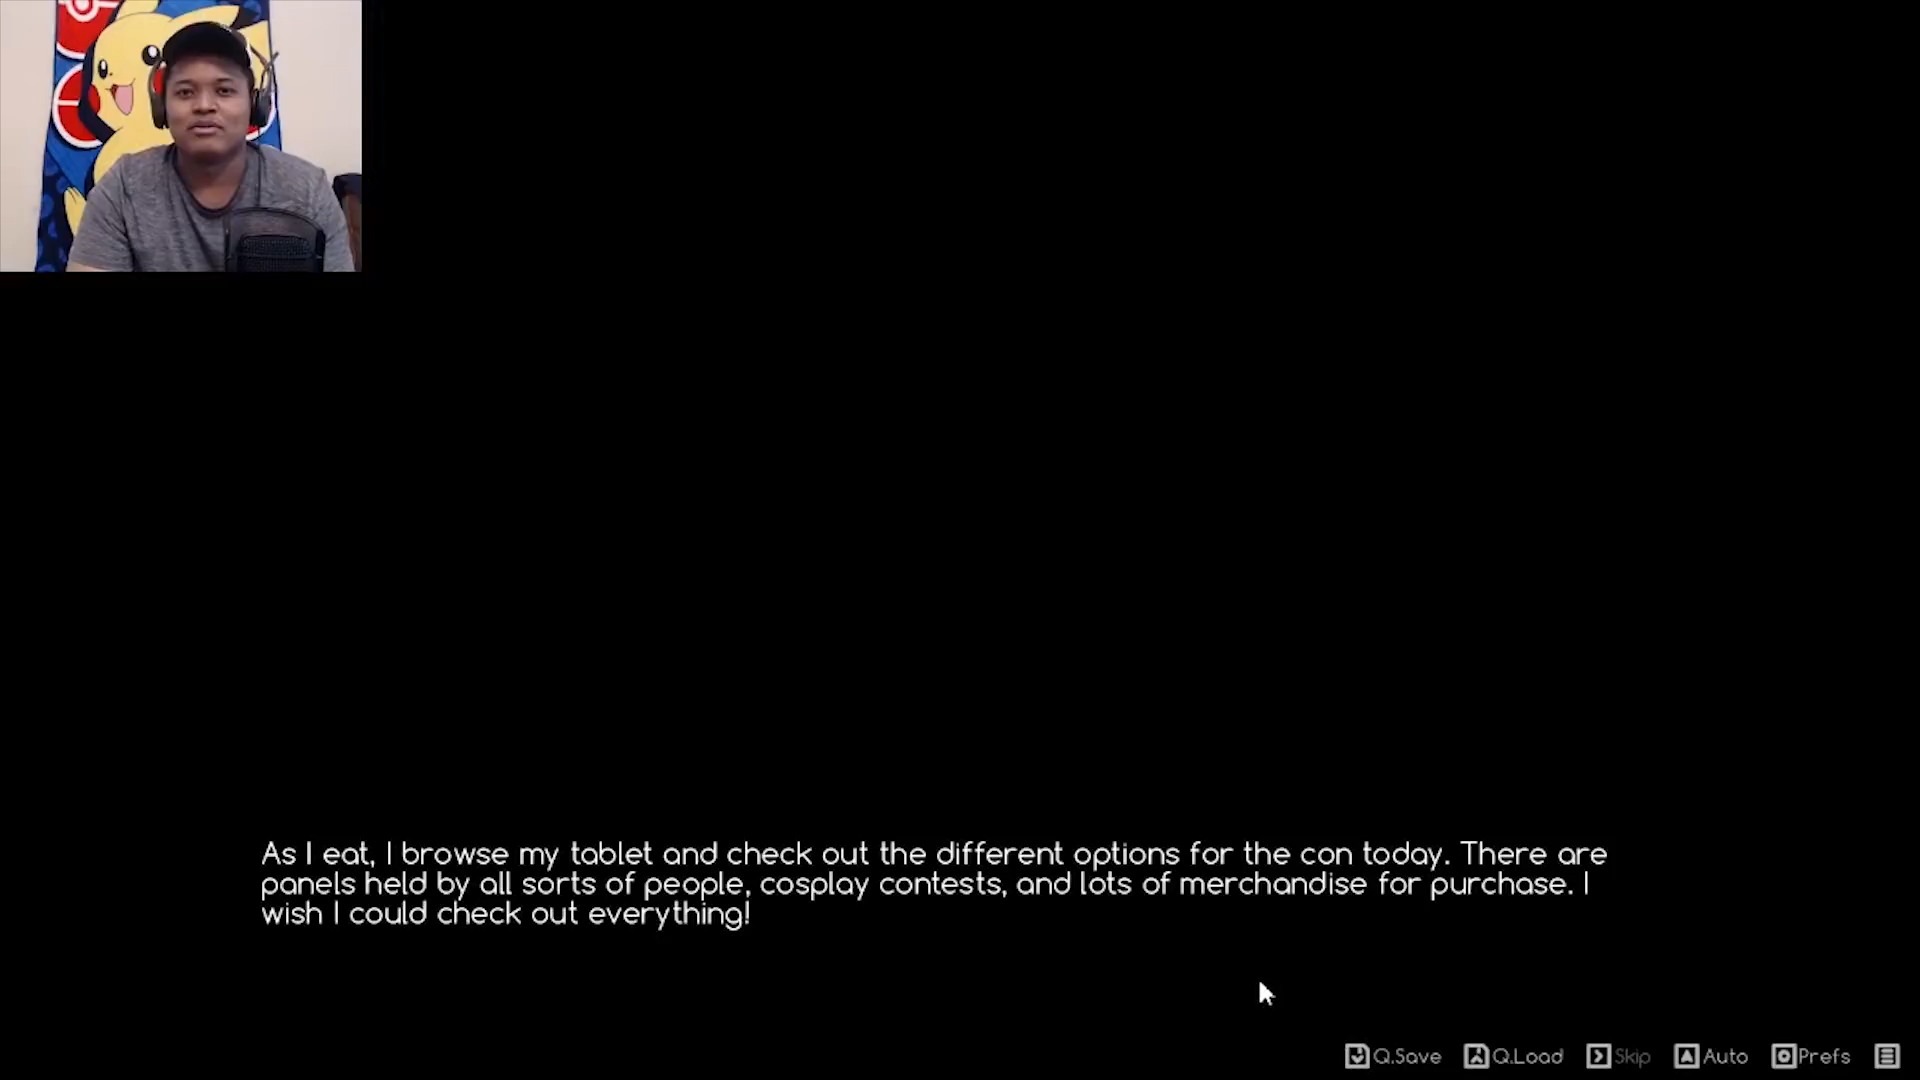 As I eat, I browse my tablet and check out the different options for the con today. There are
panels held by all sorts of people, cosplay contests, and lots of merchandise for purchase. I
wish I could check out everything!
Q.Save Q.Load Skip Auto Prefs